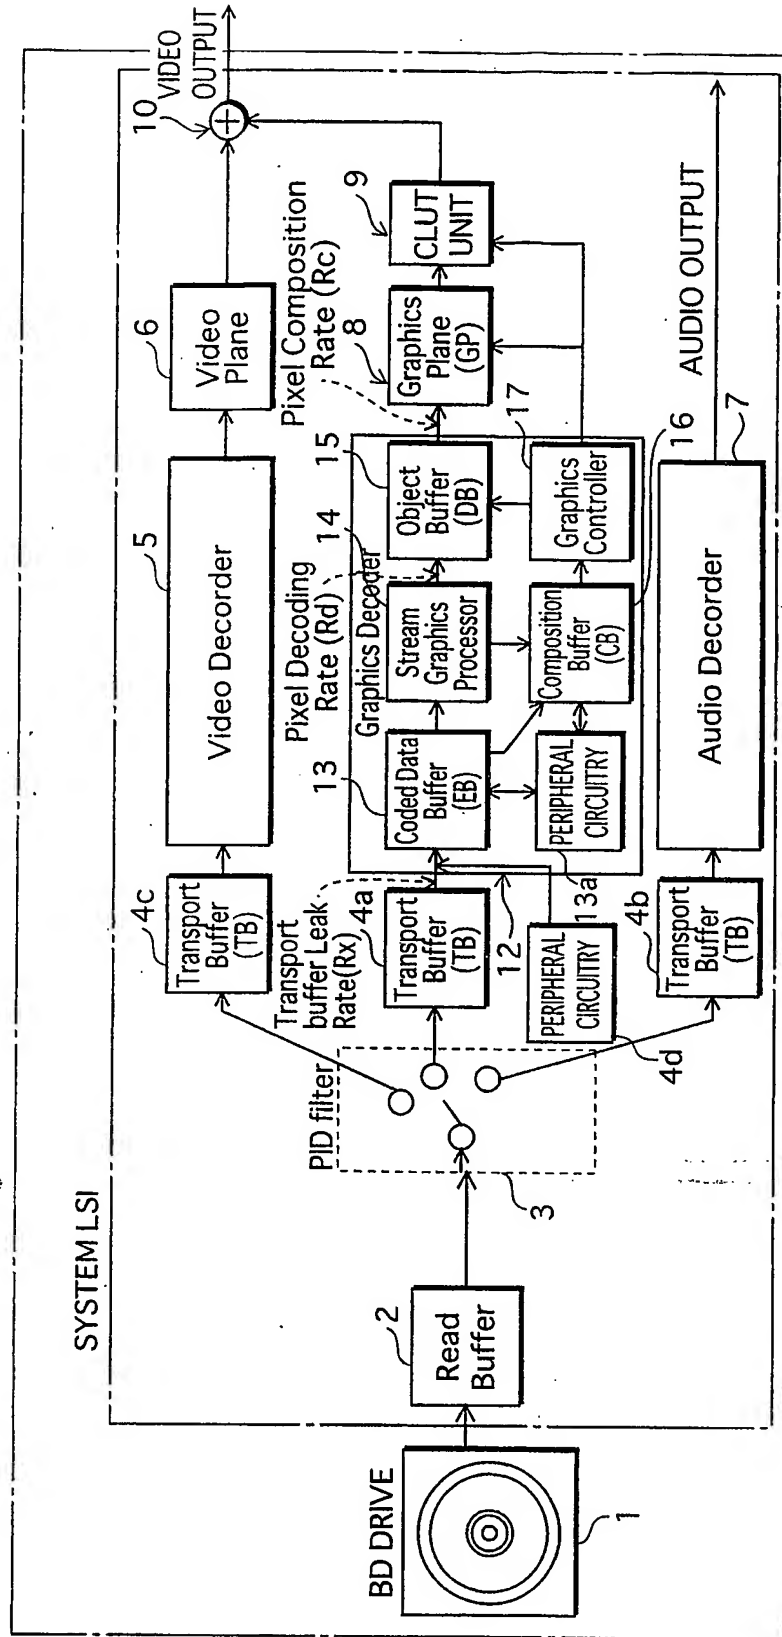 SYSTEM LSI
BD DRIVE
1
2
Read
Buffer
PID filter
3
4c
Transport
Buffer
(TB)
5
Video Decorder
6
Video
Plane
10
VIDEO
OUTPUT
Transport
buffer Leak
Rate(Rx)
4a
Transport
Buffer
(TB)
12
PERIPHERAL
CIRCUITRY
4d
Pixel Decoding
Rate (Rd)
Graphics Decoder
13
Coded Data
Buffer
(EB)
14
Stream
Graphics
Processor
15
Object
Buffer
(DB)
PERIPHERAL
CIRCUITRY
13a
Composition
Buffer
(CB)
16
Graphics
Controller
17
Pixel Composition
Rate (Rc)
8
Graphics
Plane
(GP)
9
CLUT
UNIT
4b
Transport
Buffer
(TB)
Audio Decorder
7
AUDIO OUTPUT